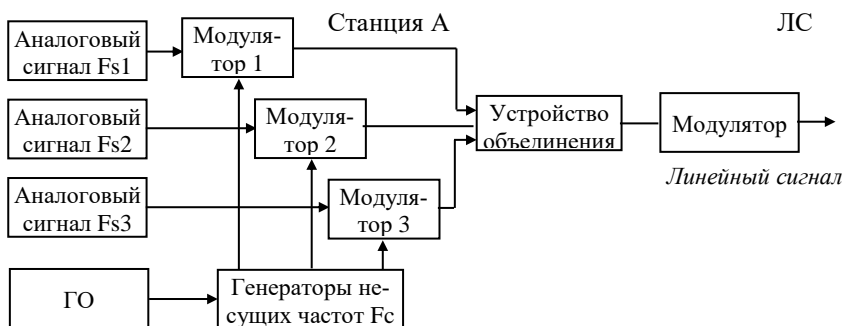 Станция А
ЛС
Аналоговый
сигнал Fs1
Модуля-
тор 1
Аналоговый
сигнал Fs2
Модуля-
тор 2
Устройство
объелинения
Модулятор
Линейный сигнал
Аналоговый
сигнал Fs3
Модуля-
тор 3
ГО
Генераторы не-
сущих частот Fc